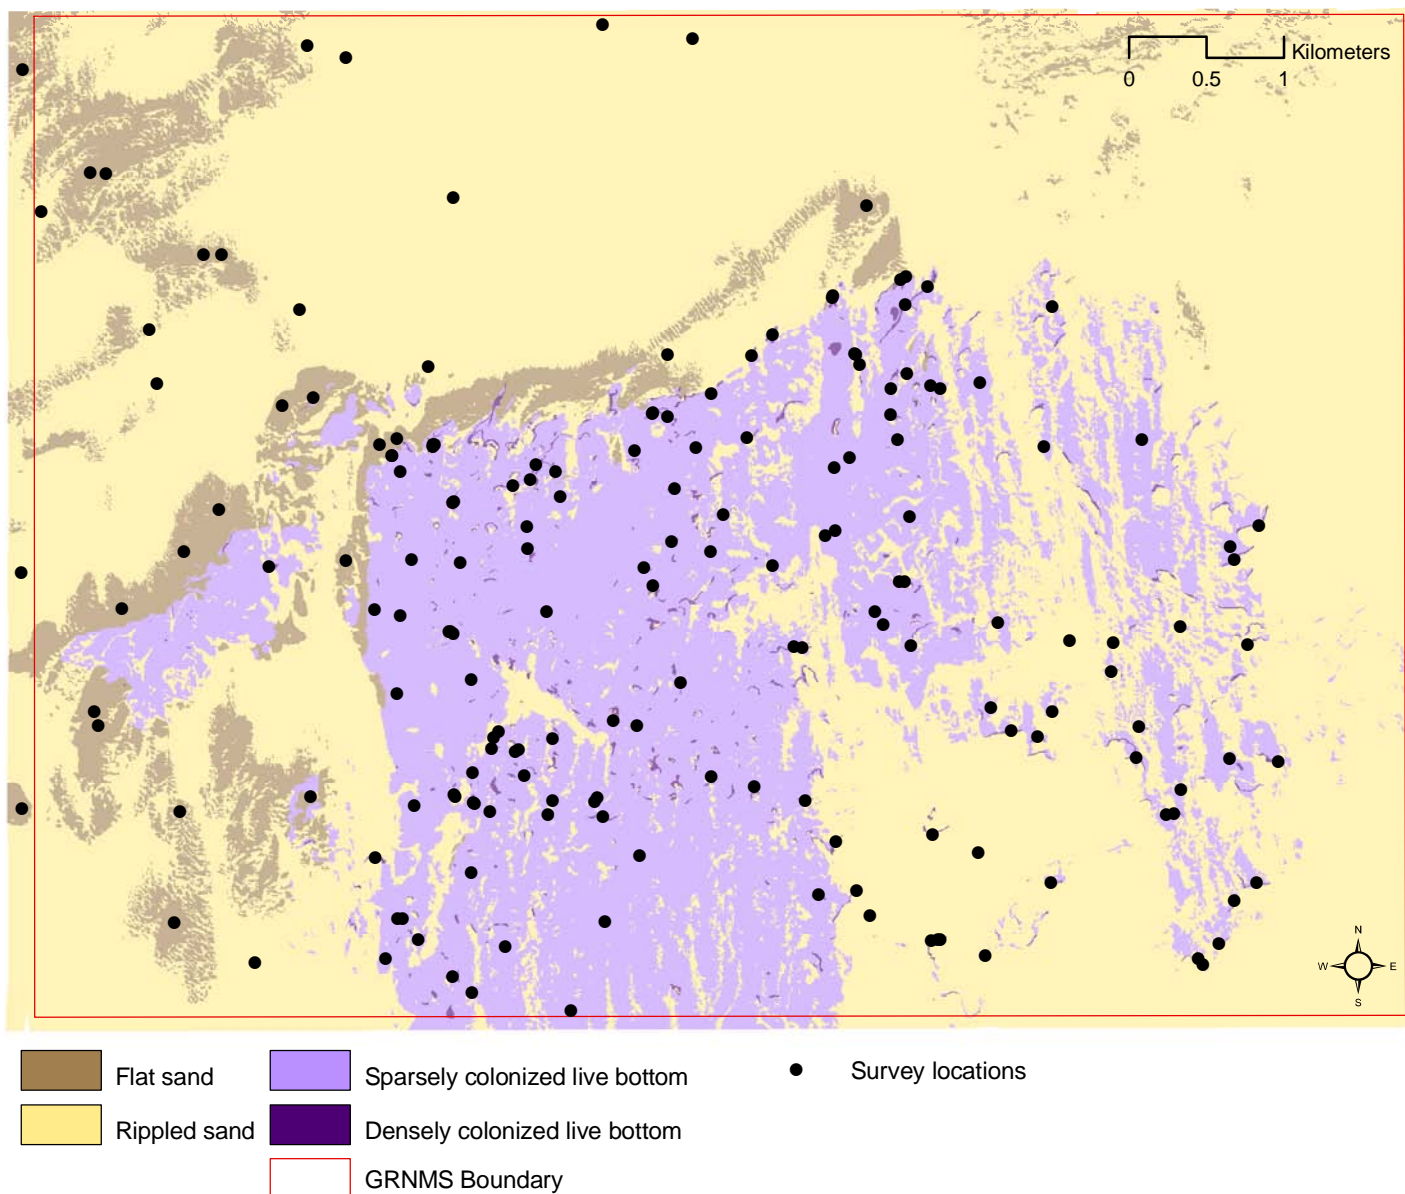 Kilometers
0 0.5 1
N
W E
S
Flat sand
Sparsely colonized live bottom
Survey locations
Rippled sand
Densely colonized live bottom
GRNMS Boundary